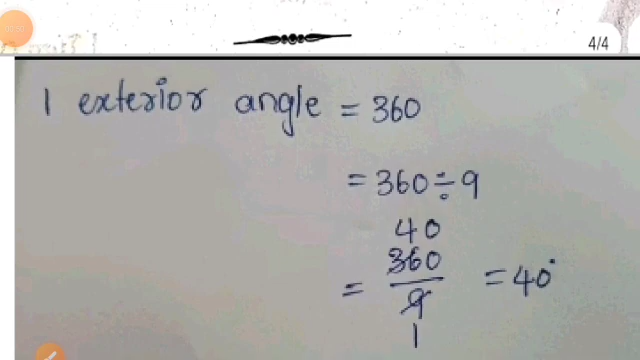 4/4
1 exterior angle = 360
= 360 ÷ 9
40
= 360/9 = 40°
1